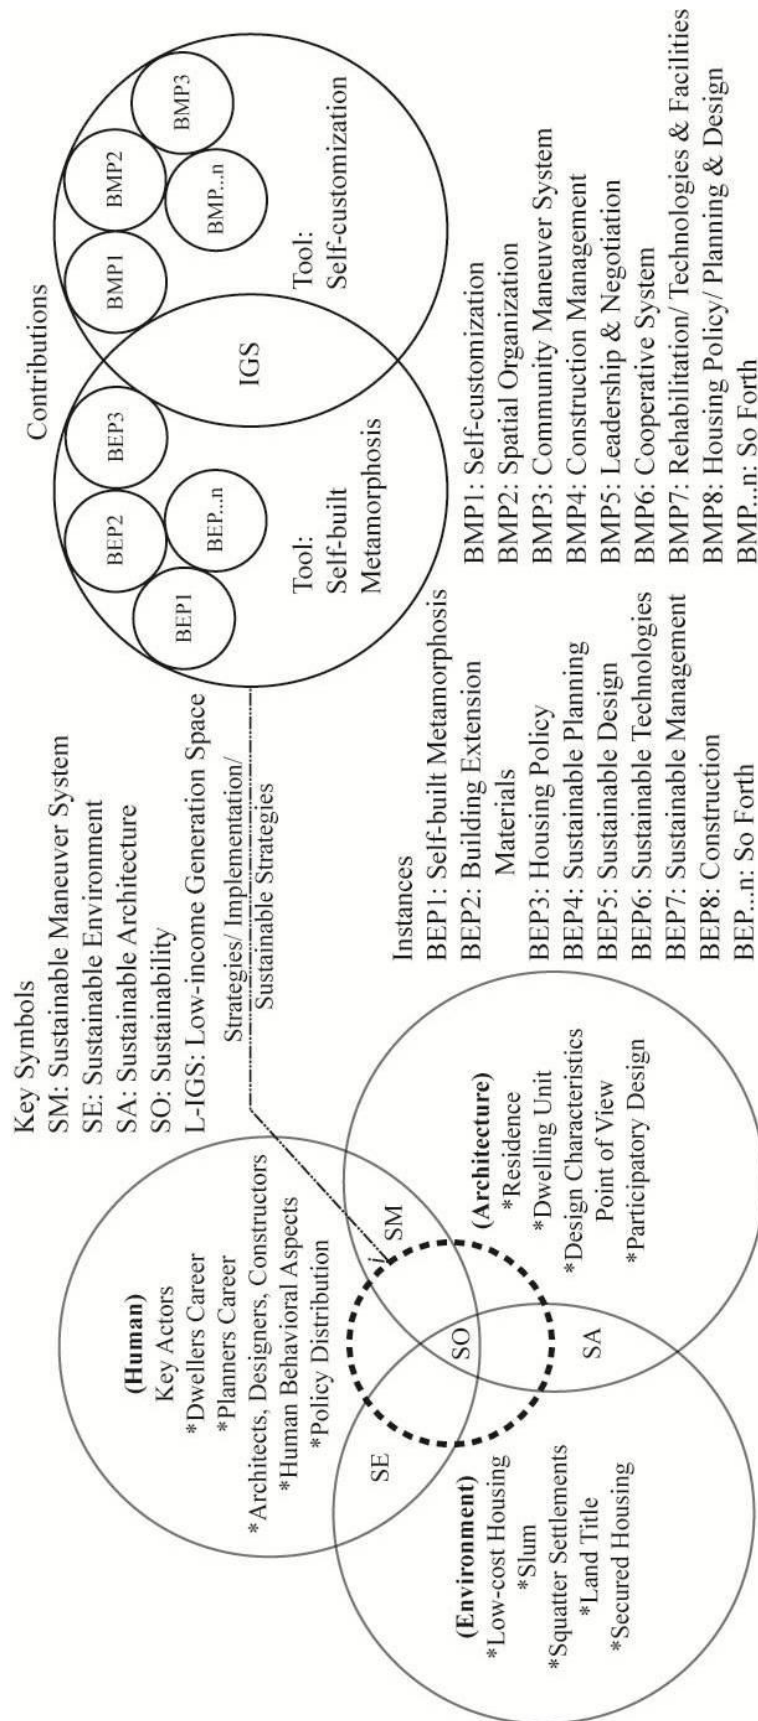 (Human)
Key Actors
*Dwellers Career
*Planners Career
*Architects, Designers, Constructors
*Human Behavioral Aspects
*Policy Distribution
SE
SM
SO
SA
(Environment)
*Low-cost Housing
*Slum
*Squatter Settlements
*Land Title
*Secured Housing
(Architecture)
*Residence
*Dwelling Unit
*Design Characteristics
Point of View
*Participatory Design
Key Symbols
SM: Sustainable Maneuver System
SE: Sustainable Environment
SA: Sustainable Architecture
SO: Sustainability
L-IGS: Low-income Generation Space
Strategies/ Implementation/
Sustainable Strategies
Contributions
BEP1
BEP2
BEP3
BEP...n
Tool:
Self-built
Metamorphosis
IGS
BMP1
BMP2
BMP3
BMP...n
Tool:
Self-customization
Instances
BEP1: Self-built Metamorphosis
BEP2: Building Extension
Materials
BEP3: Housing Policy
BEP4: Sustainable Planning
BEP5: Sustainable Design
BEP6: Sustainable Technologies
BEP7: Sustainable Management
BEP8: Construction
BEP...n: So Forth
BMP1: Self-customization
BMP2: Spatial Organization
BMP3: Community Maneuver System
BMP4: Construction Management
BMP5: Leadership & Negotiation
BMP6: Cooperative System
BMP7: Rehabilitation/ Technologies & Facilities
BMP8: Housing Policy/ Planning & Design
BMP...n: So Forth